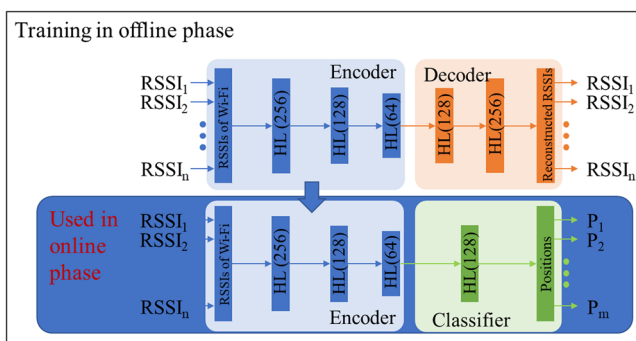 Training in offline phase
Encoder
Decoder
RSSI1
RSSI2
RSSIn
RSSIs of Wi-Fi
HL (256)
HL(128)
HL(64)
HL(128)
HL(256)
Reconstructed RSSIs
RSSI1
RSSI2
RSSIn
Used in
online
phase
RSSI1
RSSI2
RSSIn
RSSIs of Wi-Fi
HL (256)
HL(128)
HL(64)
Encoder
HL(128)
Classifier
Positions
P1
P2
Pm